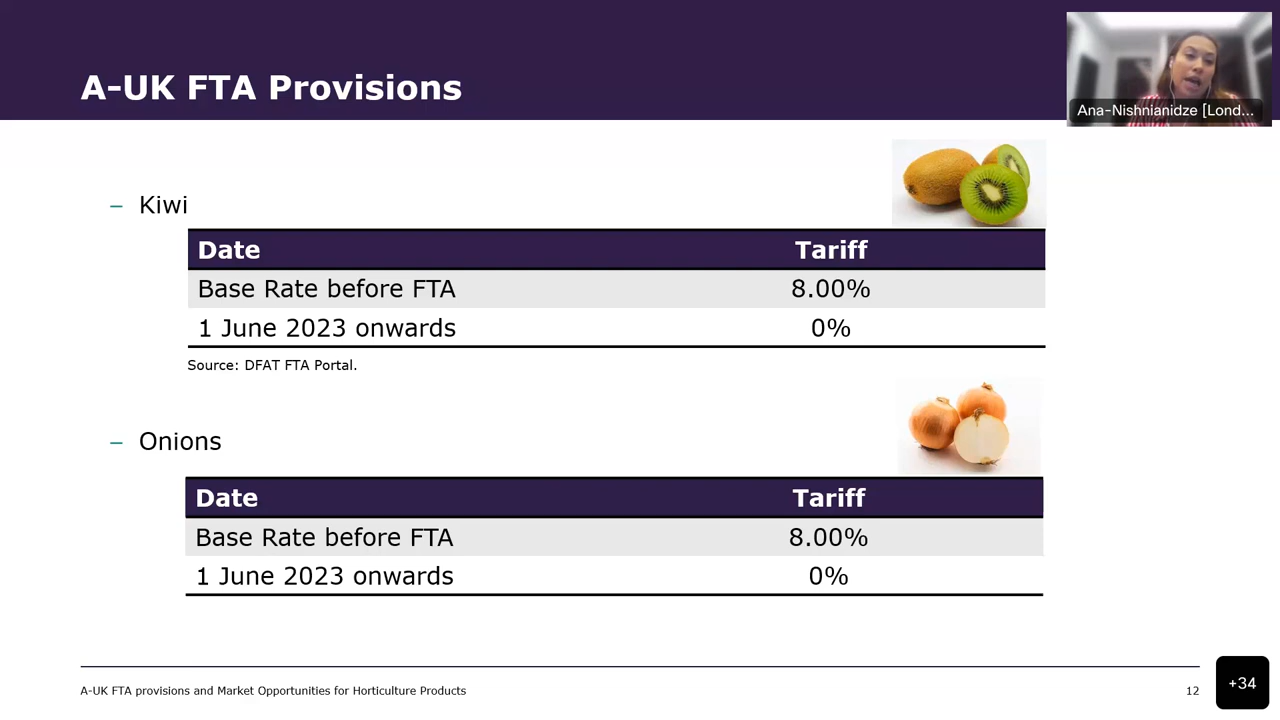 A-UK FTA Provisions
Ana-Nishnianidze [Lond...
– Kiwi
Date Tariff
Base Rate before FTA 8.00%
1 June 2023 onwards 0%
Source: DFAT FTA Portal.
– Onions
Date Tariff
Base Rate before FTA 8.00%
1 June 2023 onwards 0%
A-UK FTA provisions and Market Opportunities for Horticulture Products 12
+34